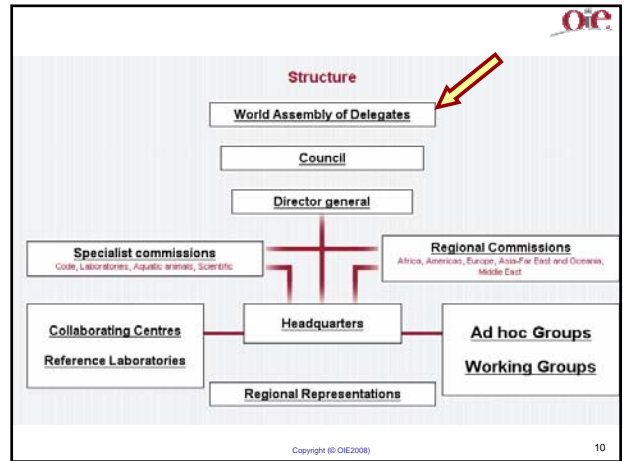 Oie
Structure
World Assembly of Delegates
Council
Director general
Specialist commissions
Code, Laboratories, Aquatic animals, Scientific
Regional Commissions
Africa, Americas, Europe, Asia-Far East and Oceania,
Middle East
Collaborating Centres
Reference Laboratories
Headquarters
Ad hoc Groups
Working Groups
Regional Representations
Copyright (© OIE2008)
10